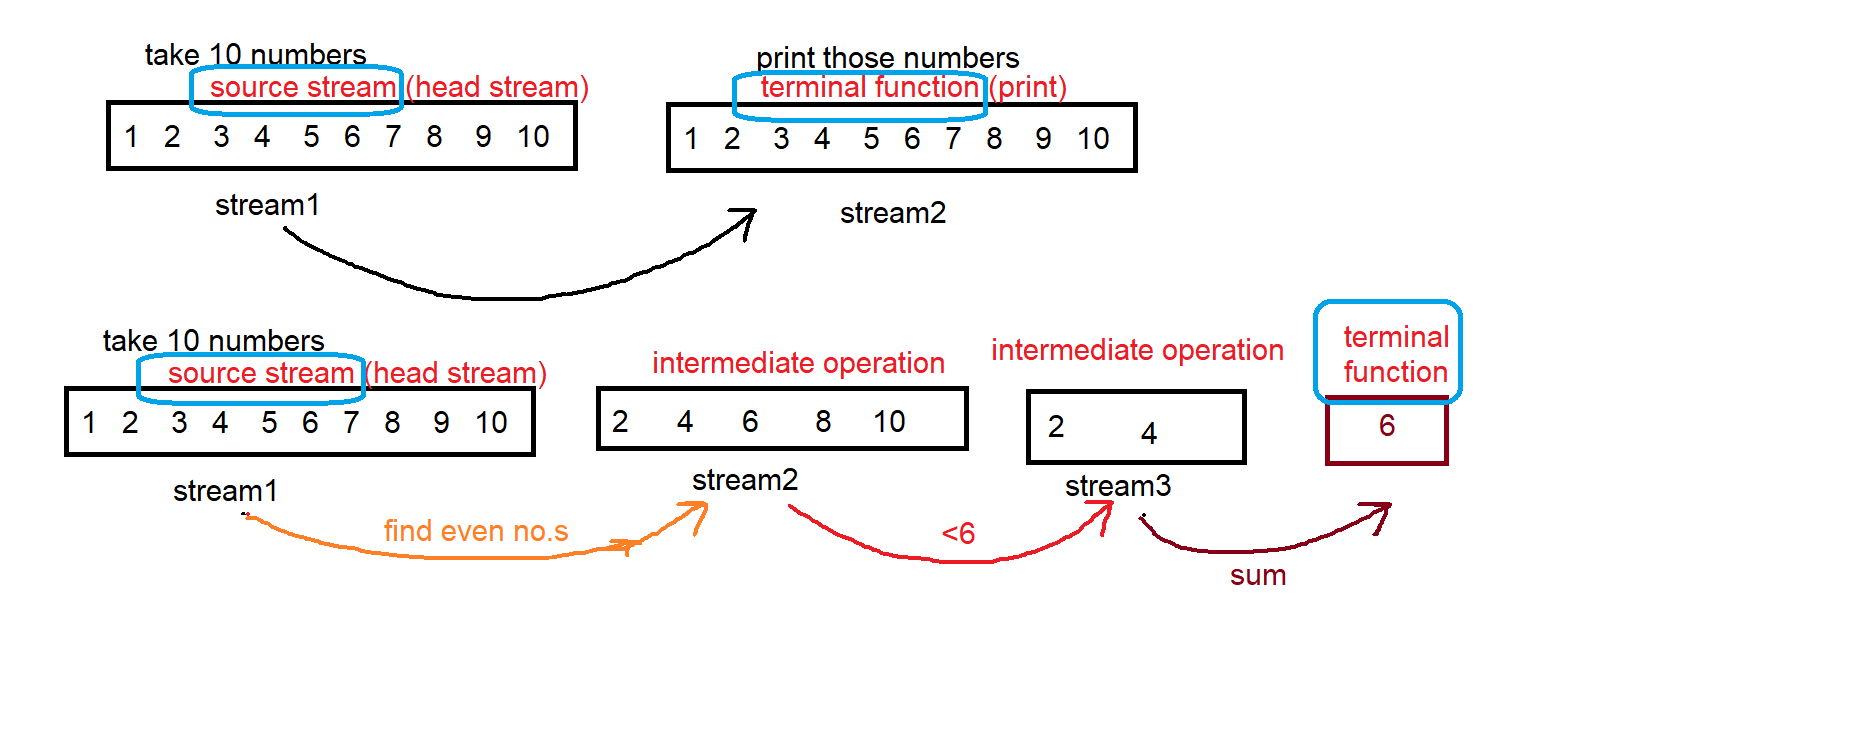 take 10 numbers
source stream (head stream)
1 2 3 4 5 6 7 8 9 10
stream1
print those numbers
terminal function (print)
1 2 3 4 5 6 7 8 9 10
stream2
take 10 numbers
source stream (head stream)
1 2 3 4 5 6 7 8 9 10
stream1
find even no.s
intermediate operation
2 4 6 8 10
stream2
<6
intermediate operation
2 4
stream3
sum
terminal
function
6